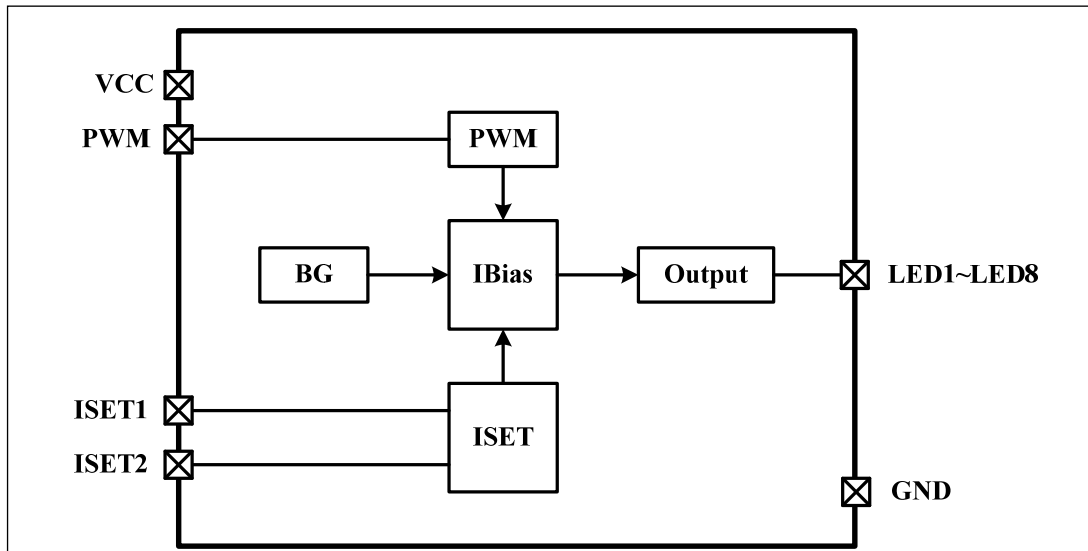 VCC
PWM
PWM
BG
IBias
Output
LED1~LED8
ISET1
ISET
ISET2
GND